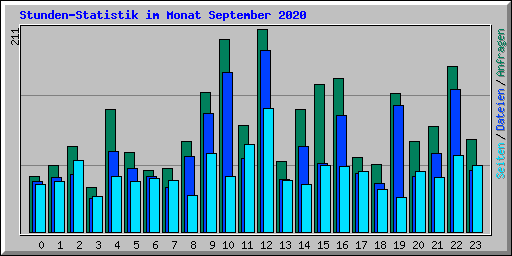 Stunden-Statistik im Monat September 2020
211
Seiten / Dateien / Anfragen
0 1 2 3 4 5 6 7 8 9 10 11 12 13 14 15 16 17 18 19 20 21 22 23